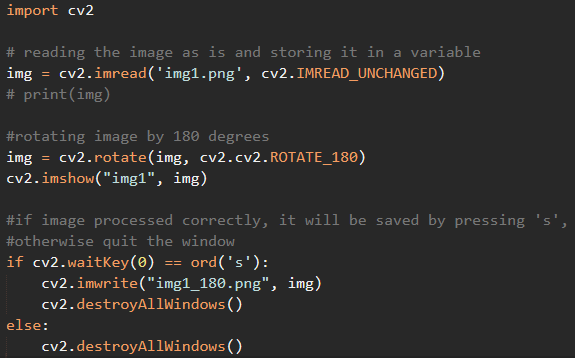 import cv2
# reading the image as is and storing it in a variable
img = cv2.imread('img1.png', cv2.IMREAD_UNCHANGED)
# print(img)
#rotating image by 180 degrees
img = cv2.rotate(img, cv2.cv2.ROTATE_180)
cv2.imshow("img1", img)
#if image processed correctly, it will be saved by pressing 's',
#otherwise quit the window
if cv2.waitKey(0) == ord('s'):
    cv2.imwrite("img1_180.png", img)
    cv2.destroyAllWindows()
else:
    cv2.destroyAllWindows()